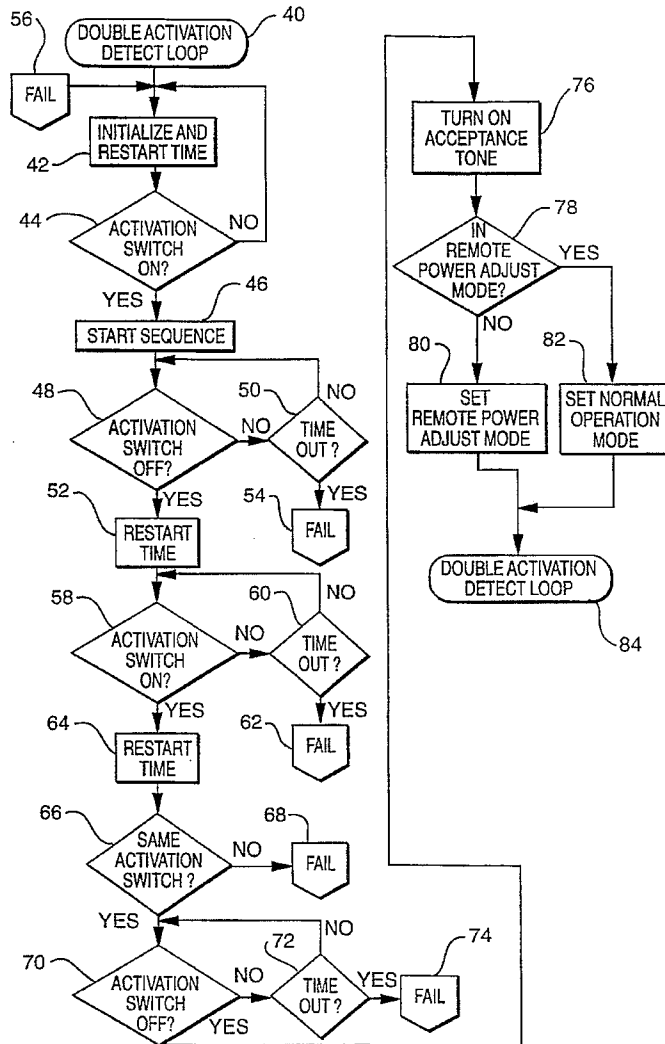 56
DOUBLE ACTIVATION
DETECT LOOP
40
FAIL
INITIALIZE AND
RESTART TIME
42
44
ACTIVATION
SWITCH
ON?
NO
YES
46
START SEQUENCE
48
ACTIVATION
SWITCH
OFF?
NO
50
TIME
OUT ?
NO
YES
52
YES
54
FAIL
RESTART
TIME
58
ACTIVATION
SWITCH
ON?
NO
60
TIME
OUT ?
NO
YES
64
YES
62
FAIL
RESTART
TIME
66
SAME
ACTIVATION
SWITCH ?
NO
68
FAIL
YES
70
ACTIVATION
SWITCH
OFF?
NO
YES
72
TIME
OUT ?
NO
YES
74
FAIL
76
TURN ON
ACCEPTANCE
TONE
78
IN
REMOTE
POWER ADJUST
MODE?
YES
NO
80
SET
REMOTE POWER
ADJUST MODE
82
SET NORMAL
OPERATION
MODE
DOUBLE ACTIVATION
DETECT LOOP
84